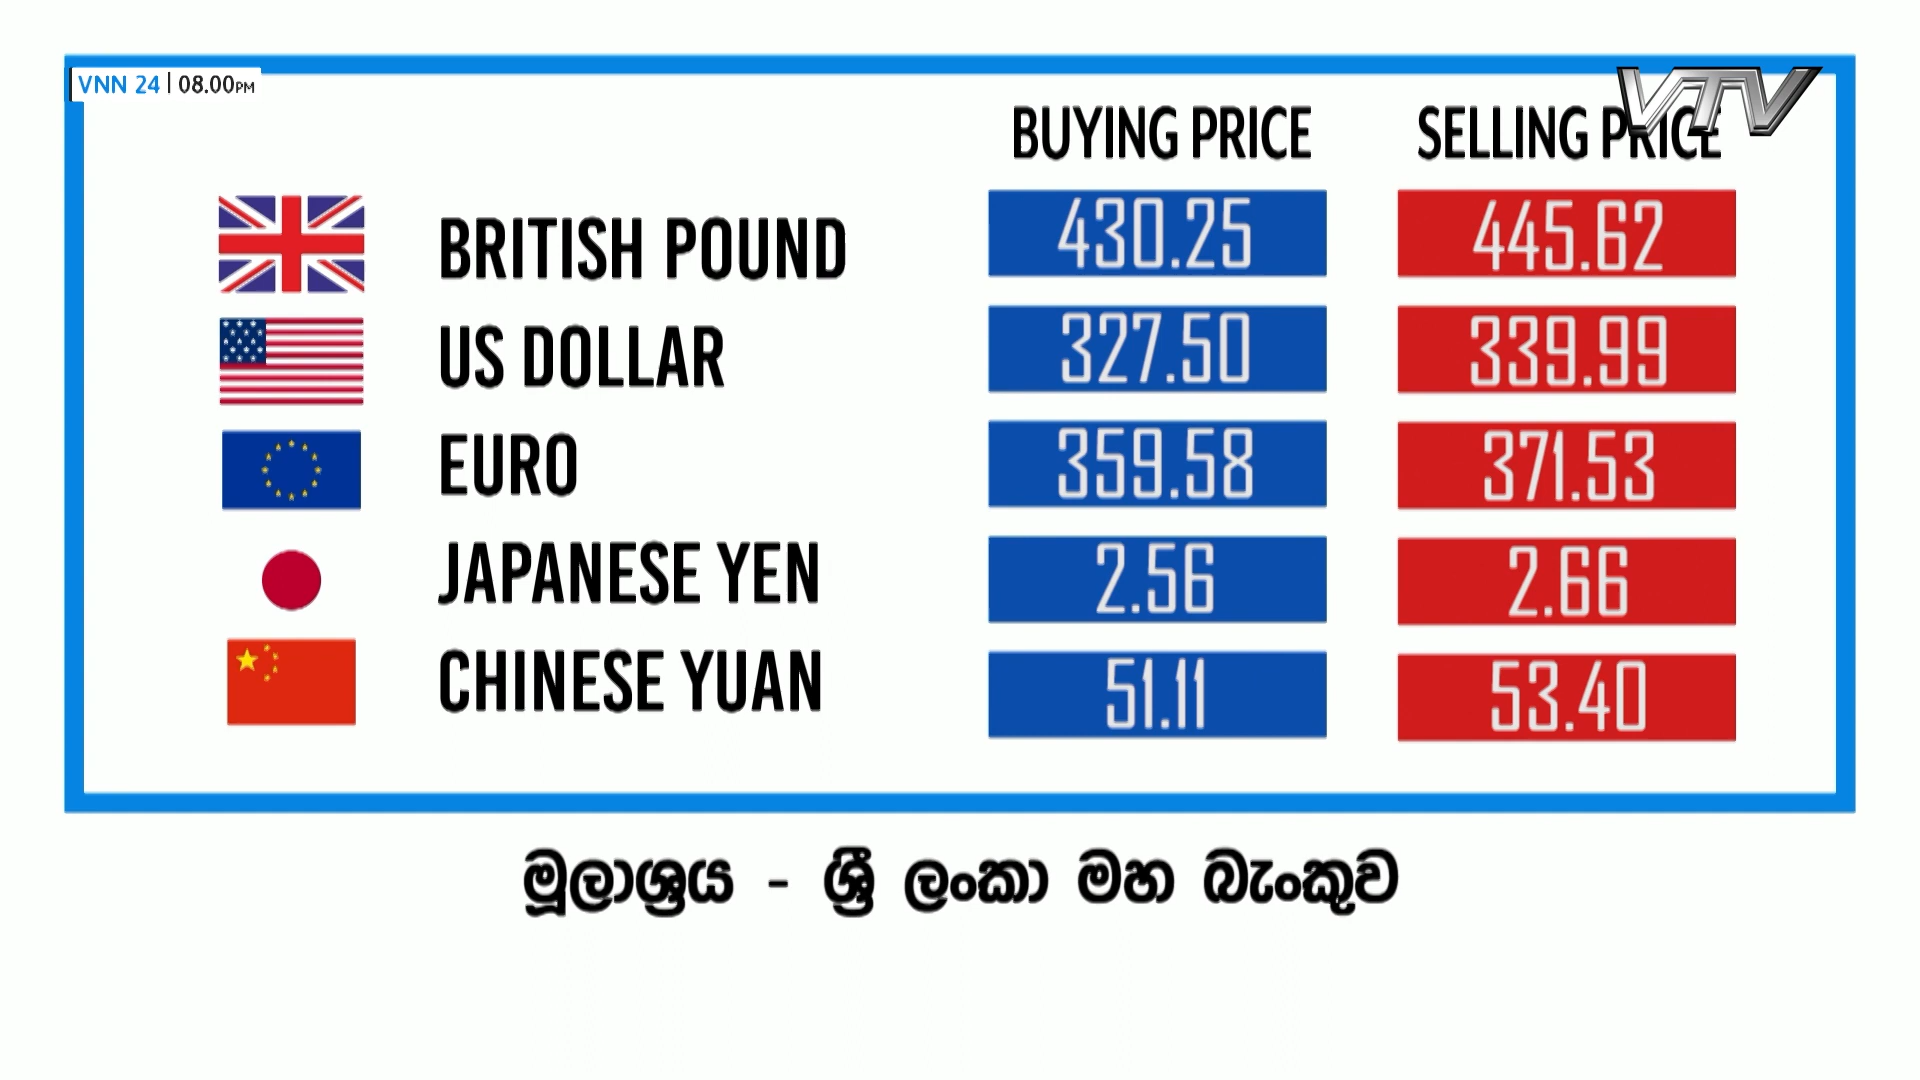 VNN 24 | 08.00PM
VTV
BUYING PRICE SELLING PRICE
BRITISH POUND 430.25 445.62
US DOLLAR 327.50 339.99
EURO 359.58 371.53
JAPANESE YEN 2.56 2.66
CHINESE YUAN 51.11 53.40
මූලාශ්‍රය - ශ්‍රී ලංකා මහ බැංකුව